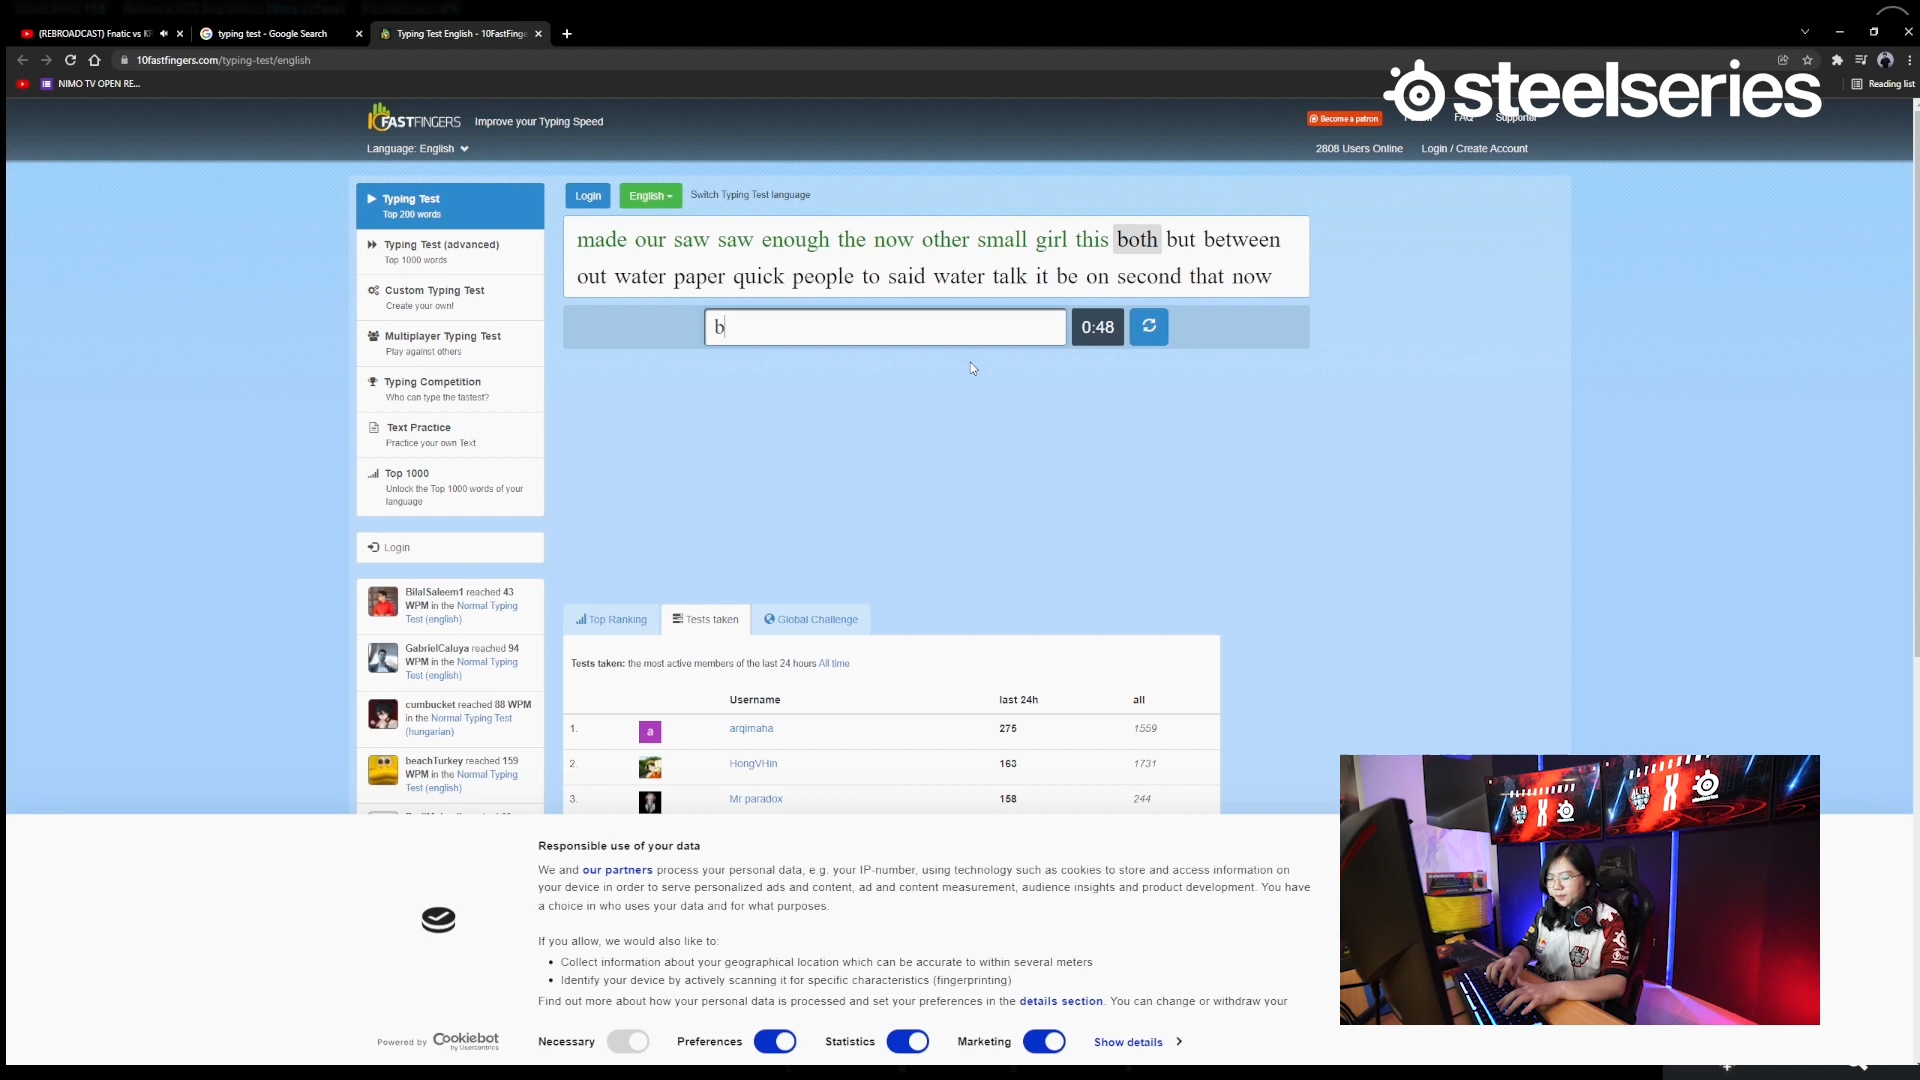 (REBROADCAST) Fnatic vs
typing test - Google Search
Typing Test English - 10FastFinge
10fastfingers.com/typing-test/english
NIMO TV OPEN RE...
Reading list
steelseries
FASTFINGERS
Improve your Typing Speed
Become a patron
FAQ
Supporter
Language: English
2808 Users Online
Login / Create Account
Typing Test
Top 200 words
Typing Test (advanced)
Top 1000 words
Custom Typing Test
Create your own!
Multiplayer Typing Test
Play against others
Typing Competition
Who can type the fastest?
Text Practice
Practice your own Text
Top 1000
Unlock the Top 1000 words of your
language
Login
BilalSaleem1 reached 43
WPM in the Normal Typing
Test (english)
GabrielCaluya reached 94
WPM in the Normal Typing
Test (english)
cumbucket reached 88 WPM
in the Normal Typing Test
(hungarian)
beachTurkey reached 159
WPM in the Normal Typing
Test (english)
Login
English
Switch Typing Test language
made our saw saw enough the now other small girl this both but between
out water paper quick people to said water talk it be on second that now
b
0:48
Top Ranking
Tests taken
Global Challenge
Tests taken: the most active members of the last 24 hours All time
Username last 24h all
1. a arqimaha 275 1559
2. HongVHin 163 1731
3. Mr paradox 158 244
Responsible use of your data
We and our partners process your personal data, e.g. your IP-number, using technology such as cookies to store and access information on
your device in order to serve personalized ads and content, ad and content measurement, audience insights and product development. You have
a choice in who uses your data and for what purposes.
If you allow, we would also like to:
• Collect information about your geographical location which can be accurate to within several meters
• Identify your device by actively scanning it for specific characteristics (fingerprinting)
Find out more about how your personal data is processed and set your preferences in the details section. You can change or withdraw your
Powered by Cookiebot
by Usercentrics
Necessary
Preferences
Statistics
Marketing
Show details